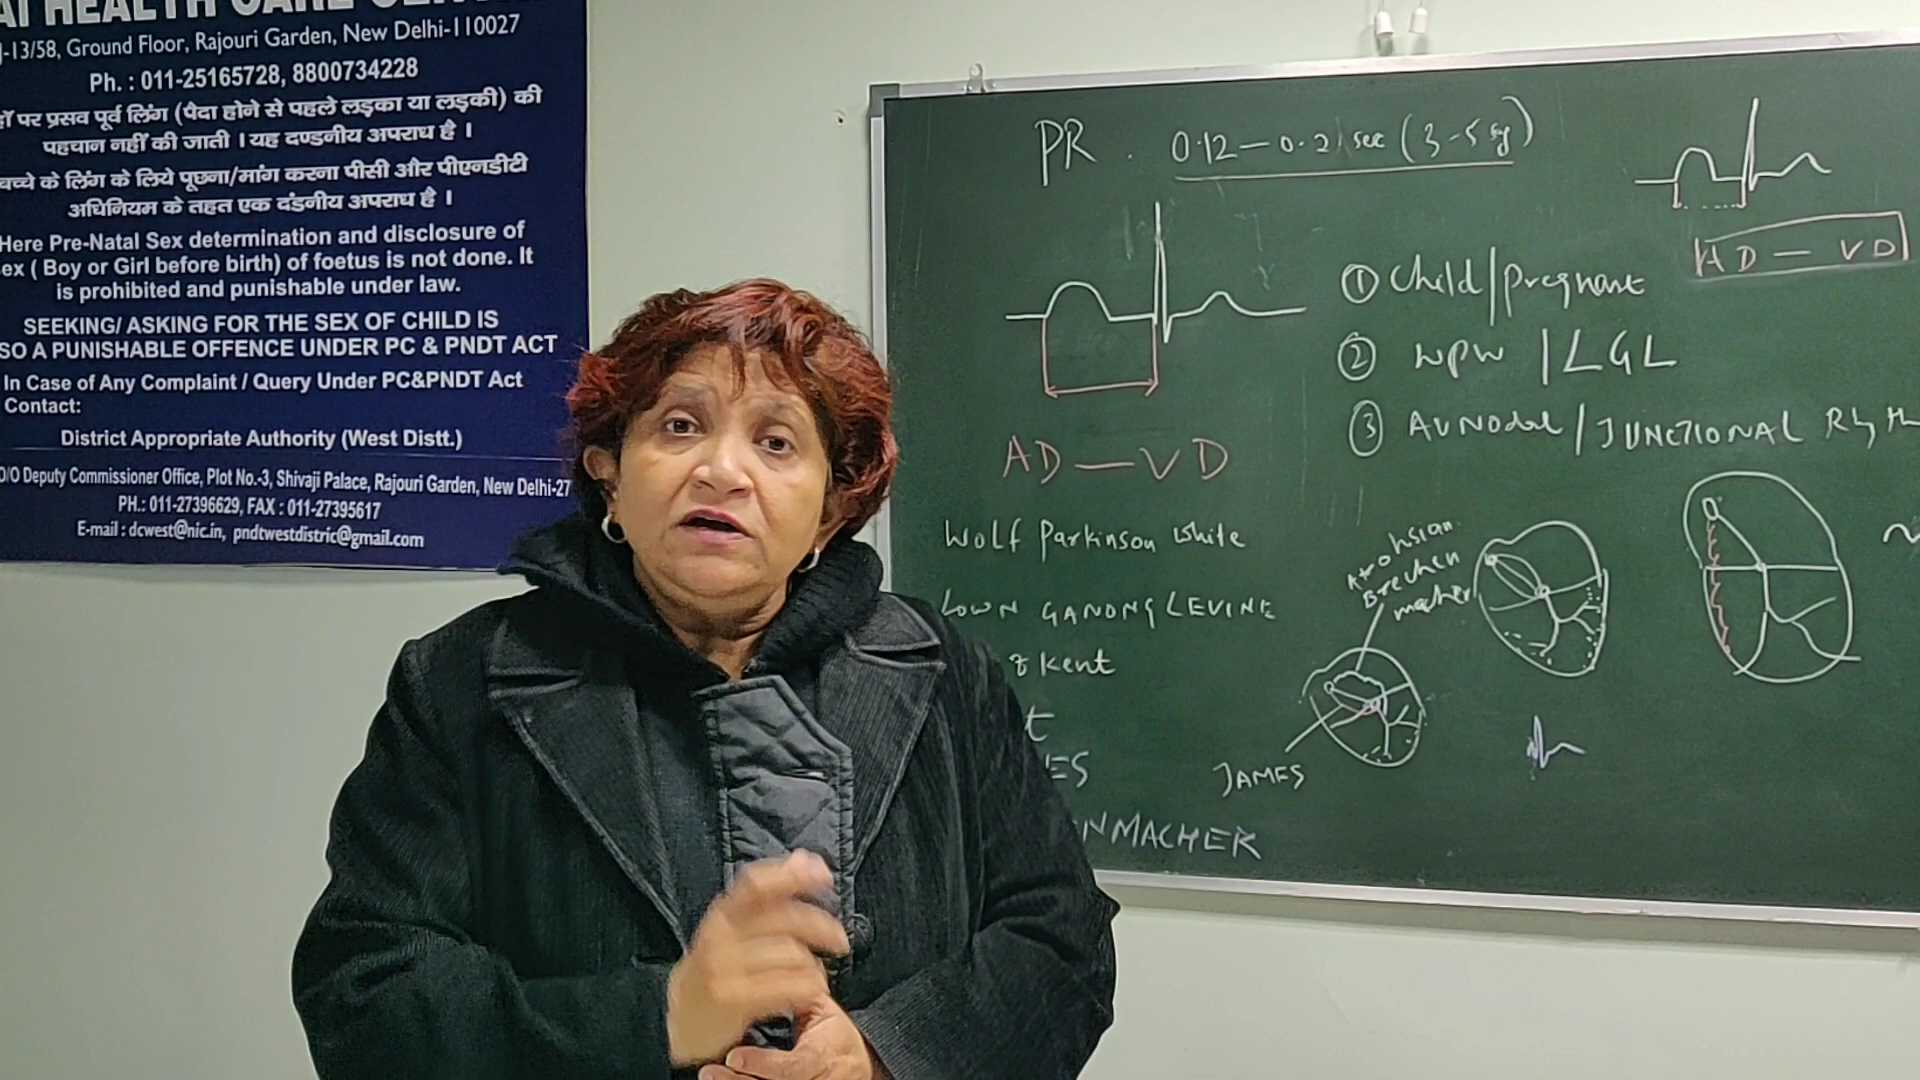 AI HEALTH CARE CEN
J-13/58, Ground Floor, Rajouri Garden, New Delhi-110027
Ph. : 011-25165728, 8800734228
हाँ पर प्रसव पूर्व लिंग (पैदा होने से पहले लड़का या लड़की) की
पहचान नहीं की जाती । यह दण्डनीय अपराध है ।
बच्चे के लिंग के लिये पूछना/मांग करना पीसी और पीएनडीटी
अधिनियम के तहत एक दंडनीय अपराध है ।
Here Pre-Natal Sex determination and disclosure of
ex ( Boy or Girl before birth) of foetus is not done. It
is prohibited and punishable under law.
SEEKING/ ASKING FOR THE SEX OF CHILD IS
SO A PUNISHABLE OFFENCE UNDER PC & PNDT ACT
In Case of Any Complaint / Query Under PC&PNDT Act
Contact:
District Appropriate Authority (West Distt.)
O/O Deputy Commissioner Office, Plot No.-3, Shivaji Palace, Rajouri Garden, New Delhi-27
PH.: 011-27396629, FAX : 011-27395617
E-mail : dcwest@nic.in, pndtwestdistric@gmail.com
PR. 0.12 — 0.21 sec (3-5 sq)
AD — VD
① Child/pregnant
② WPW / LGL
③ AV Nodal / JUNCTIONAL Rhyth
AD — VD
Wolf Parkinson White
LOWN GANONG LEVINE
Kent
t
ES
NMACHER
Atrohsian
Brechen
macher
JAMES